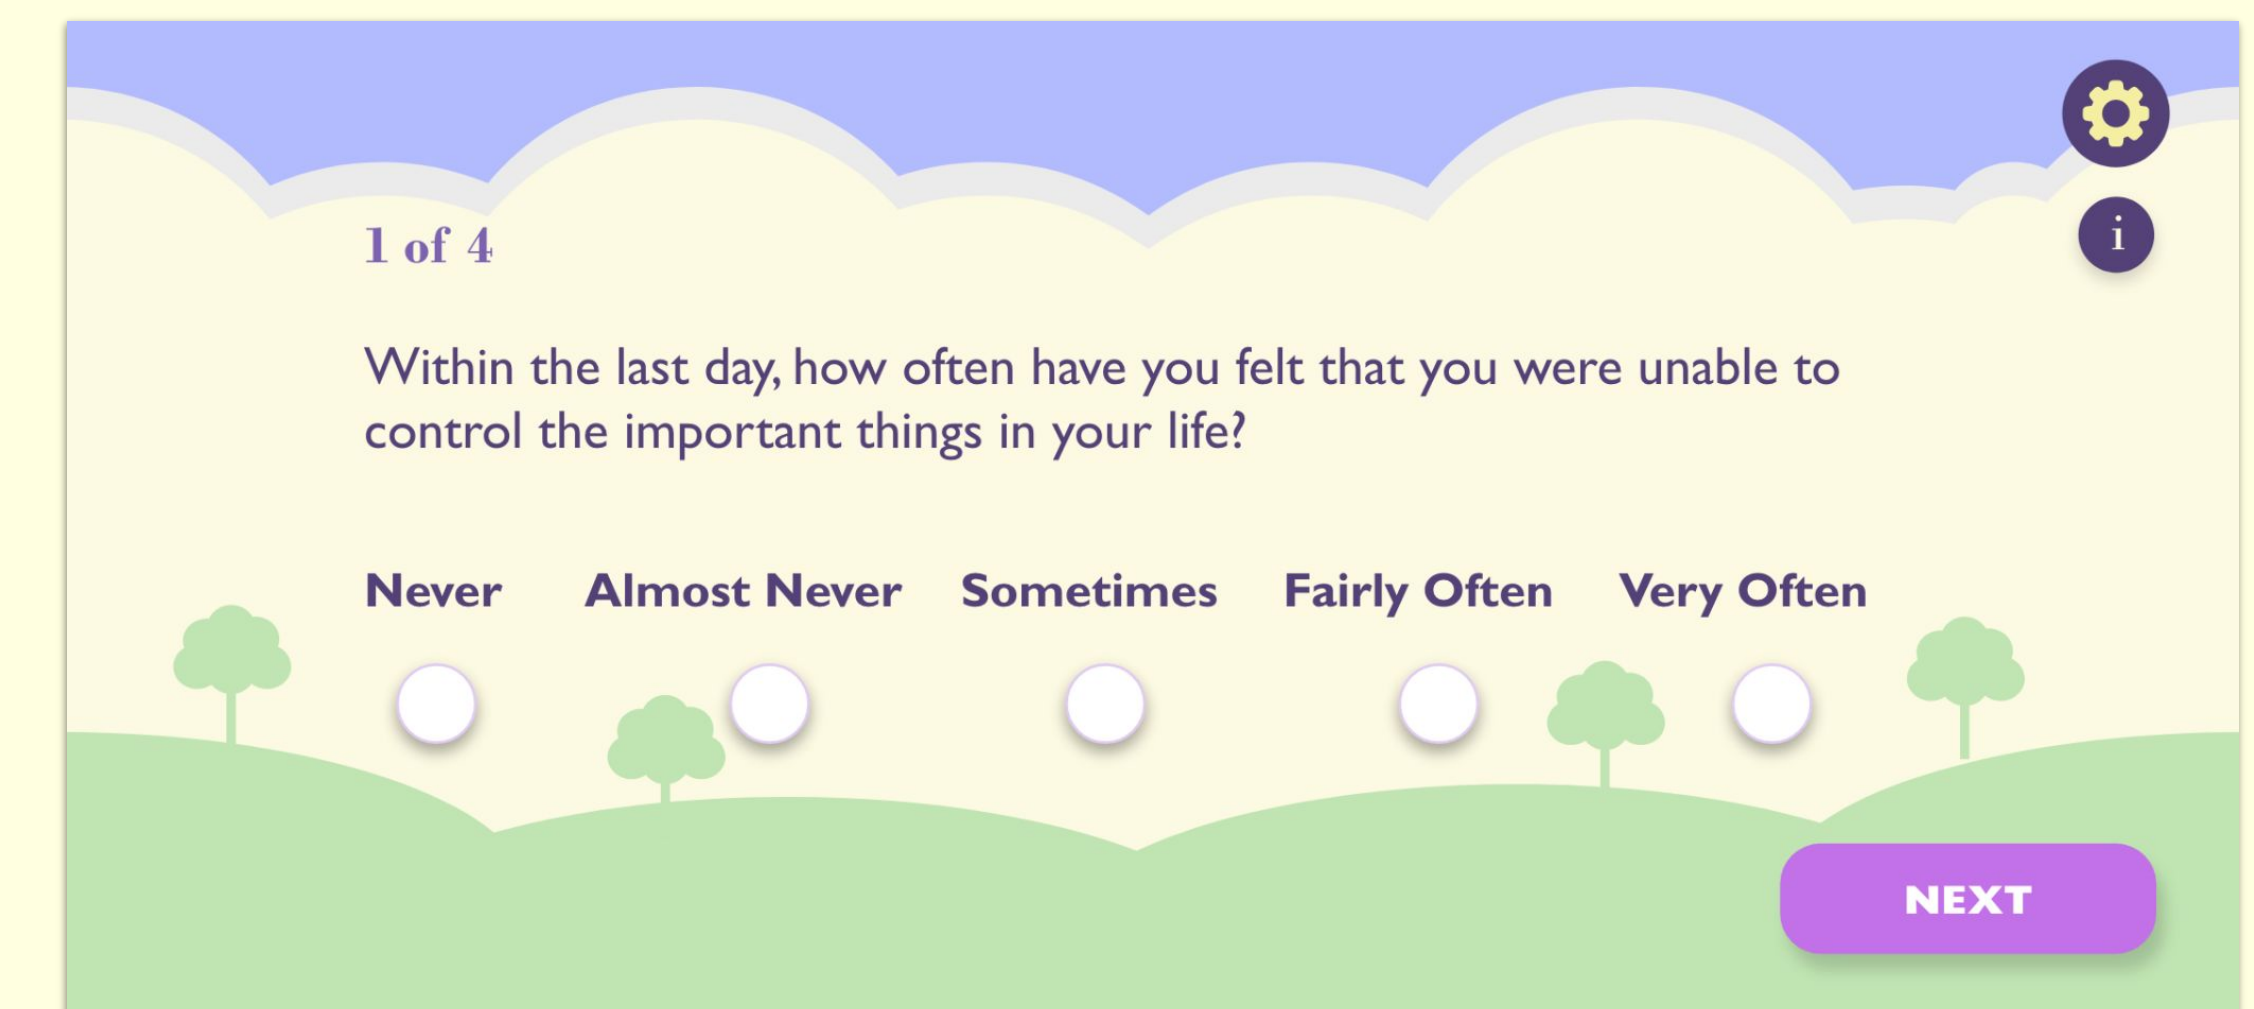 i
1 of 4
Within the last day, how often have you felt that you were unable to
control the important things in your life?
Never Almost Never Sometimes Fairly Often Very Often
NEXT